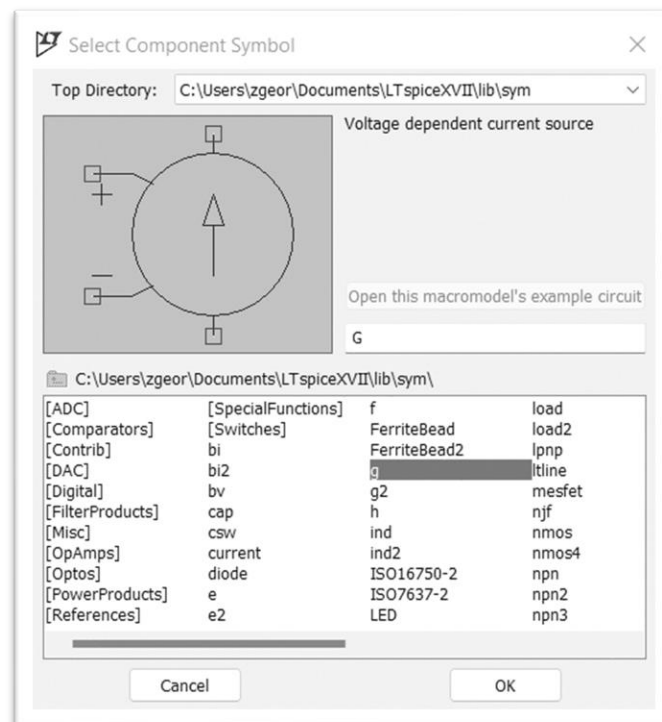 Select Component Symbol
Top Directory: C:\Users\zgeor\Documents\LTspiceXVII\lib\sym
Voltage dependent current source
+
−
Open this macromodel's example circuit
G
C:\Users\zgeor\Documents\LTspiceXVII\lib\sym\
[ADC] [SpecialFunctions] f load
[Comparators] [Switches] FerriteBead load2
[Contrib] bi FerriteBead2 lpnp
[DAC] bi2 g ltline
[Digital] bv g2 mesfet
[FilterProducts] cap h njf
[Misc] csw ind nmos
[OpAmps] current ind2 nmos4
[Optos] diode ISO16750-2 npn
[PowerProducts] e ISO7637-2 npn2
[References] e2 LED npn3
Cancel OK